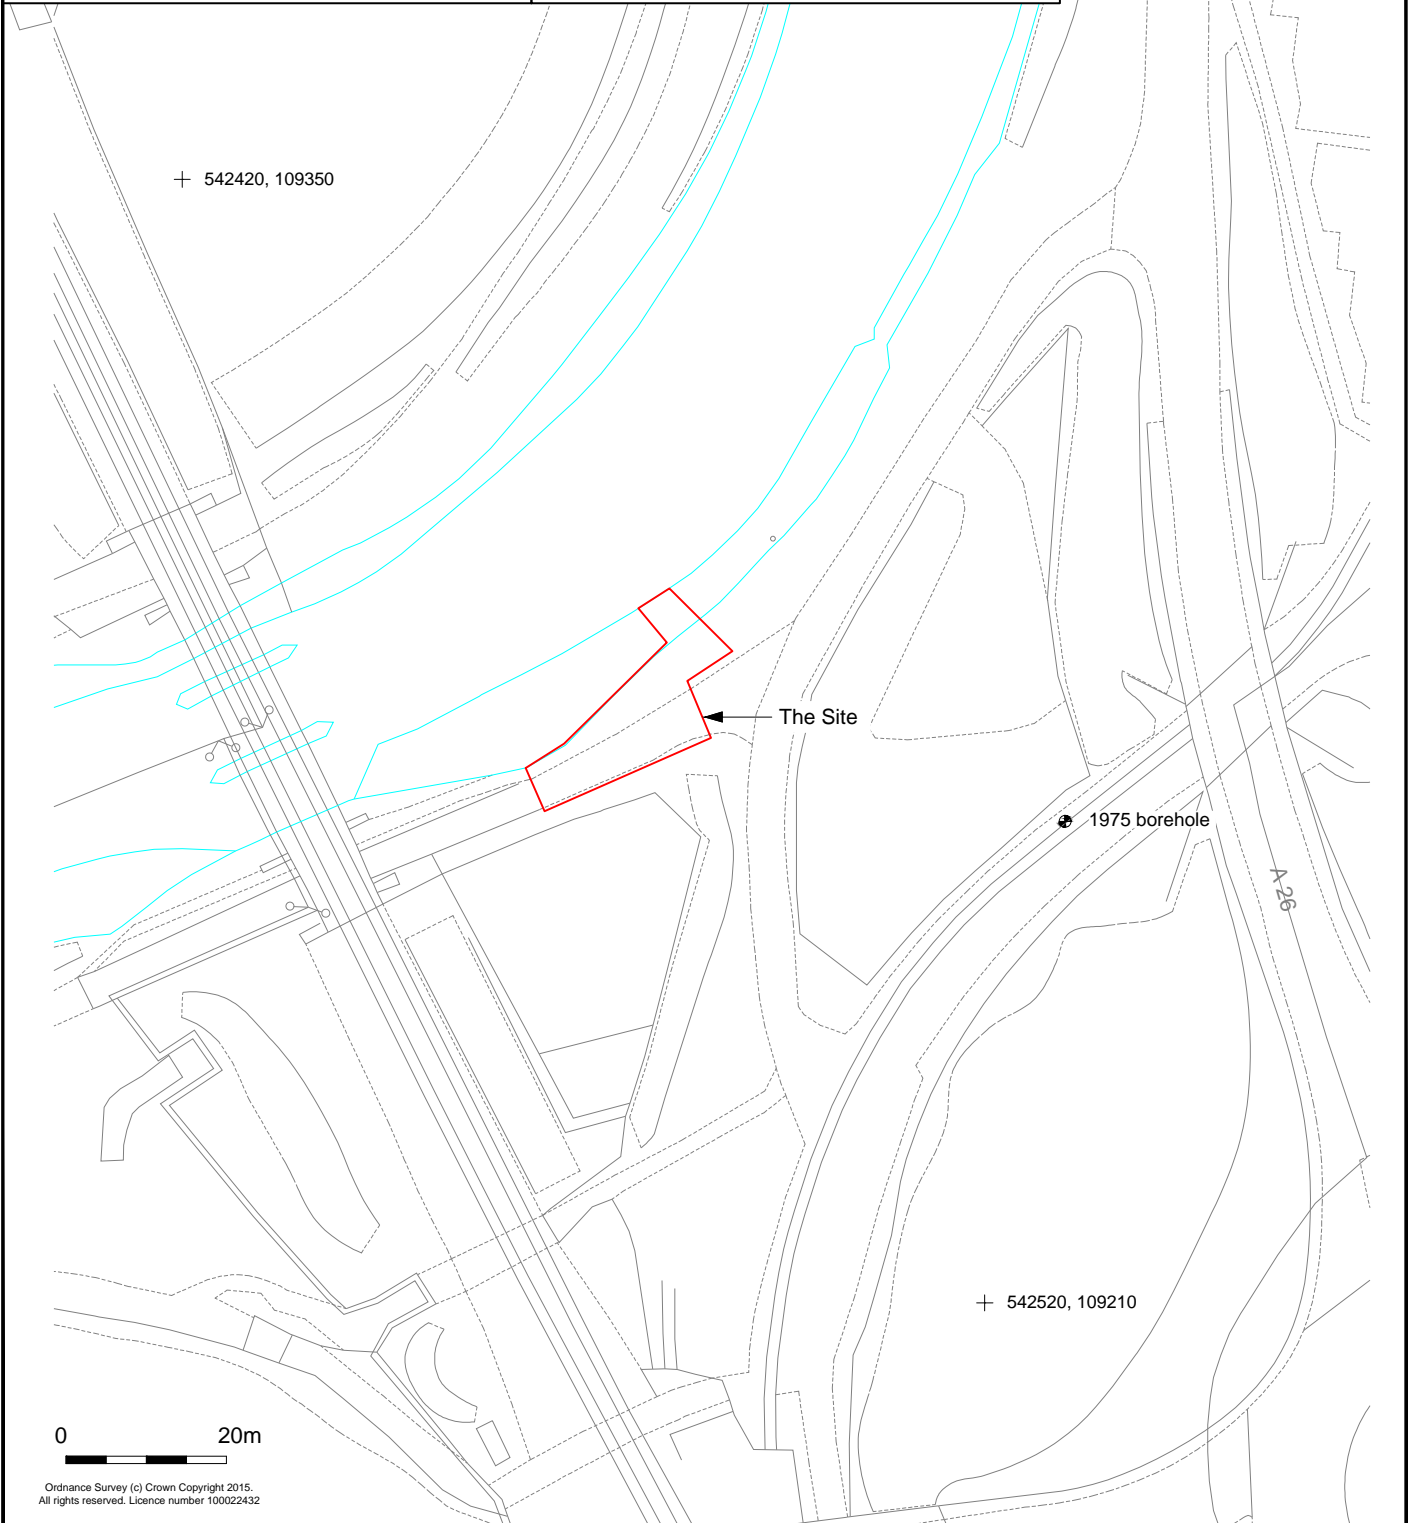 542420, 109350
The Site
1975 borehole
A 26
542520, 109210
0 20m
Ordnance Survey (c) Crown Copyright 2015.
All rights reserved. Licence number 100022432